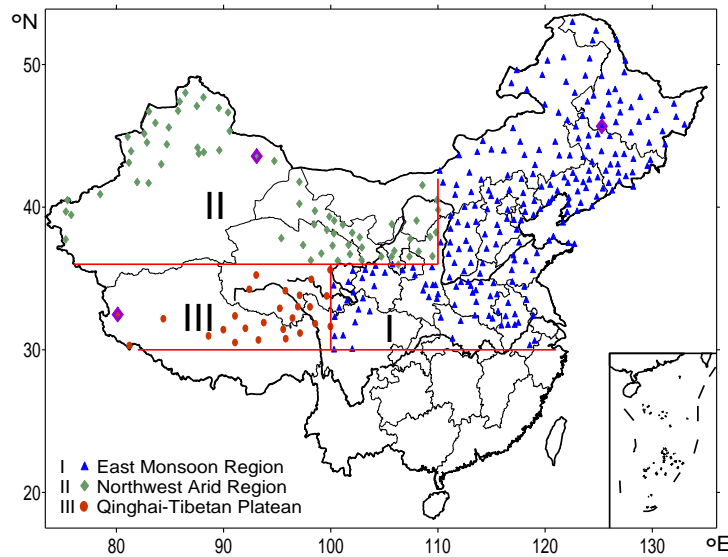 °N
50
40
30
20
II
III
I
I East Monsoon Region
II Northwest Arid Region
III Qinghai-Tibetan Platean
80 90 100 110 120 130 °E